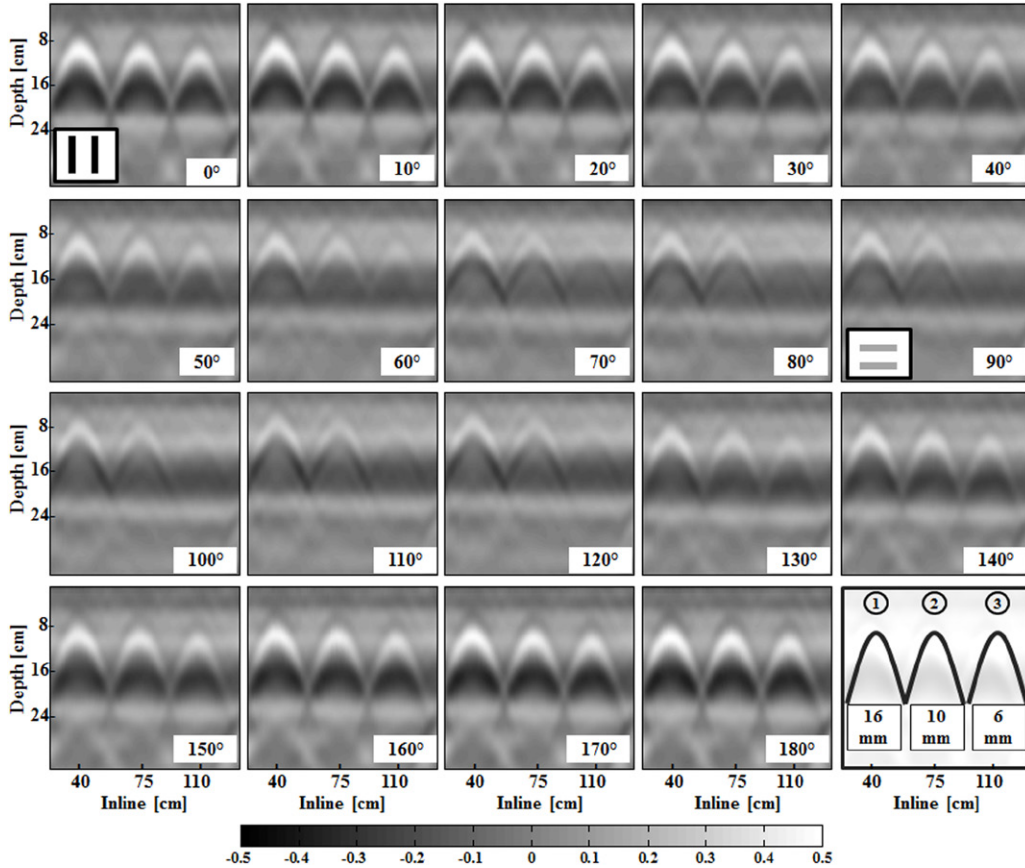 Depth [cm]
8
16
24
0°
10°
20°
30°
40°
Depth [cm]
8
16
24
50°
60°
70°
80°
90°
Depth [cm]
8
16
24
100°
110°
120°
130°
140°
Depth [cm]
8
16
24
150°
160°
170°
180°
1 2 3
16 mm
10 mm
6 mm
40 75 110
40 75 110
40 75 110
40 75 110
40 75 110
Inline [cm]
Inline [cm]
Inline [cm]
Inline [cm]
Inline [cm]
-0.5 -0.4 -0.3 -0.2 -0.1 0 0.1 0.2 0.3 0.4 0.5